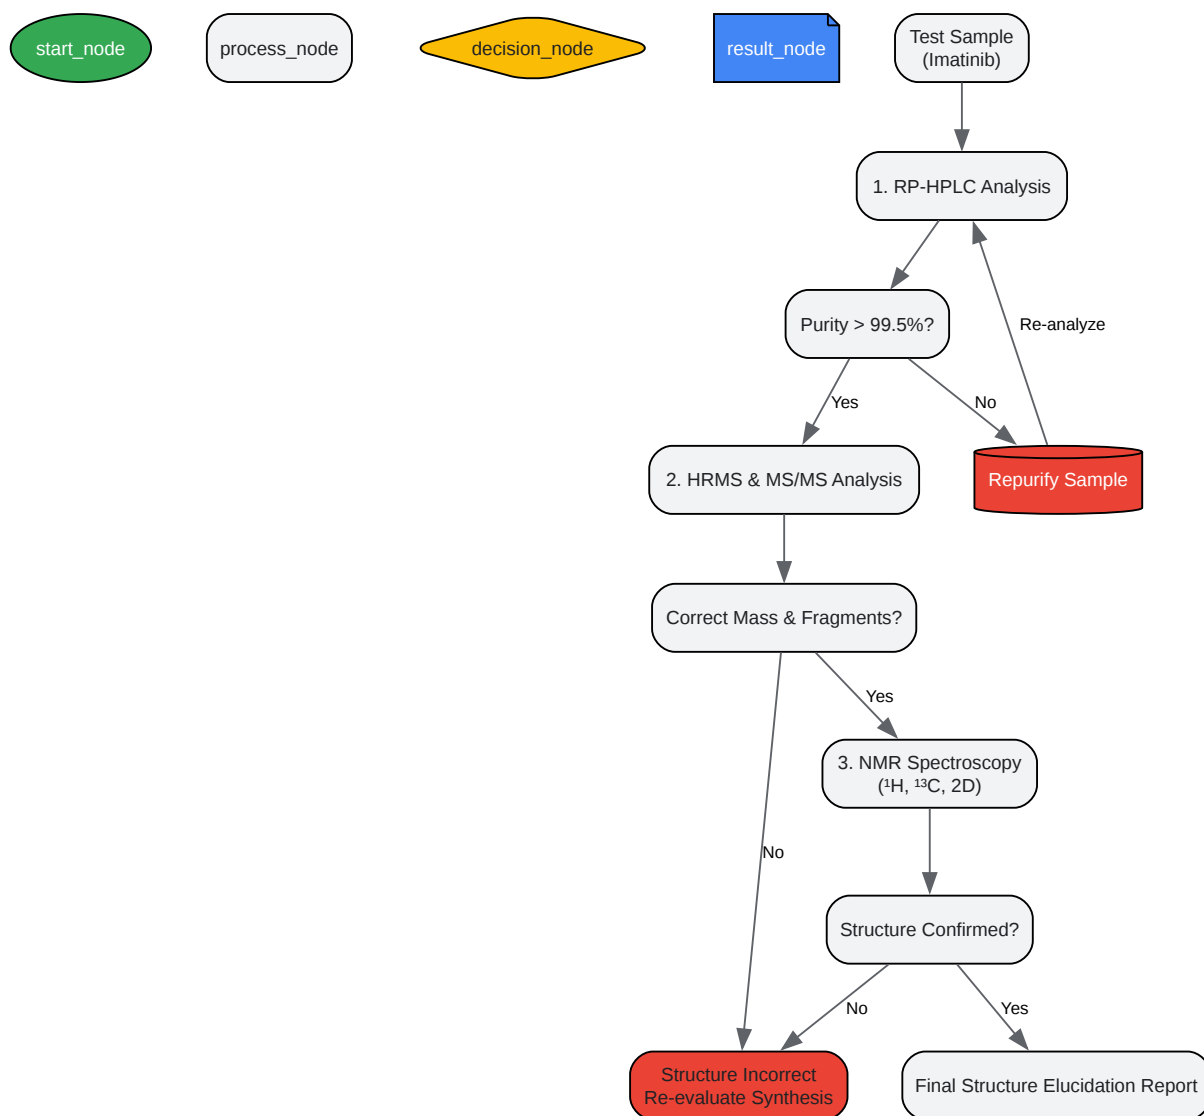 start_node
process_node
decision_node
result_node
Test Sample
(Imatinib)
1. RP-HPLC Analysis
Purity > 99.5%?
Re-analyze
Yes
No
2. HRMS & MS/MS Analysis
Repurify Sample
Correct Mass & Fragments?
Yes
3. NMR Spectroscopy
(¹H, ¹³C, 2D)
No
Structure Confirmed?
No
Yes
Structure Incorrect
Re-evaluate Synthesis
Final Structure Elucidation Report